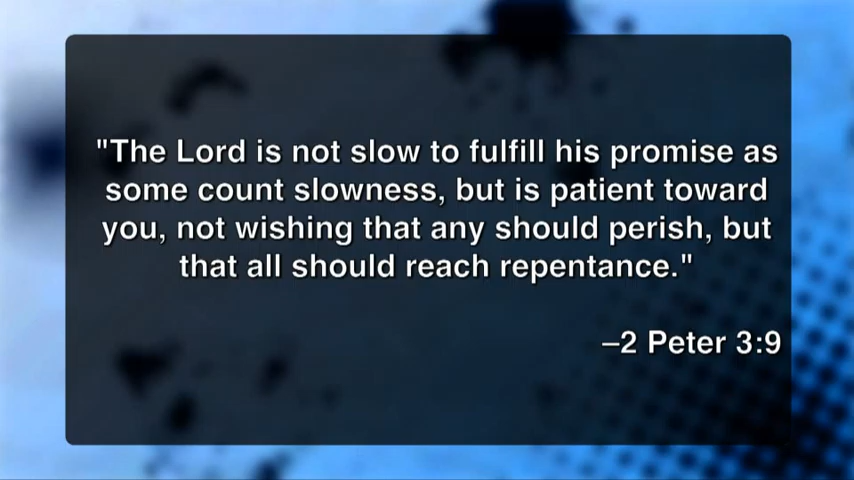 "The Lord is not slow to fulfill his promise as
some count slowness, but is patient toward
you, not wishing that any should perish, but
that all should reach repentance."
–2 Peter 3:9